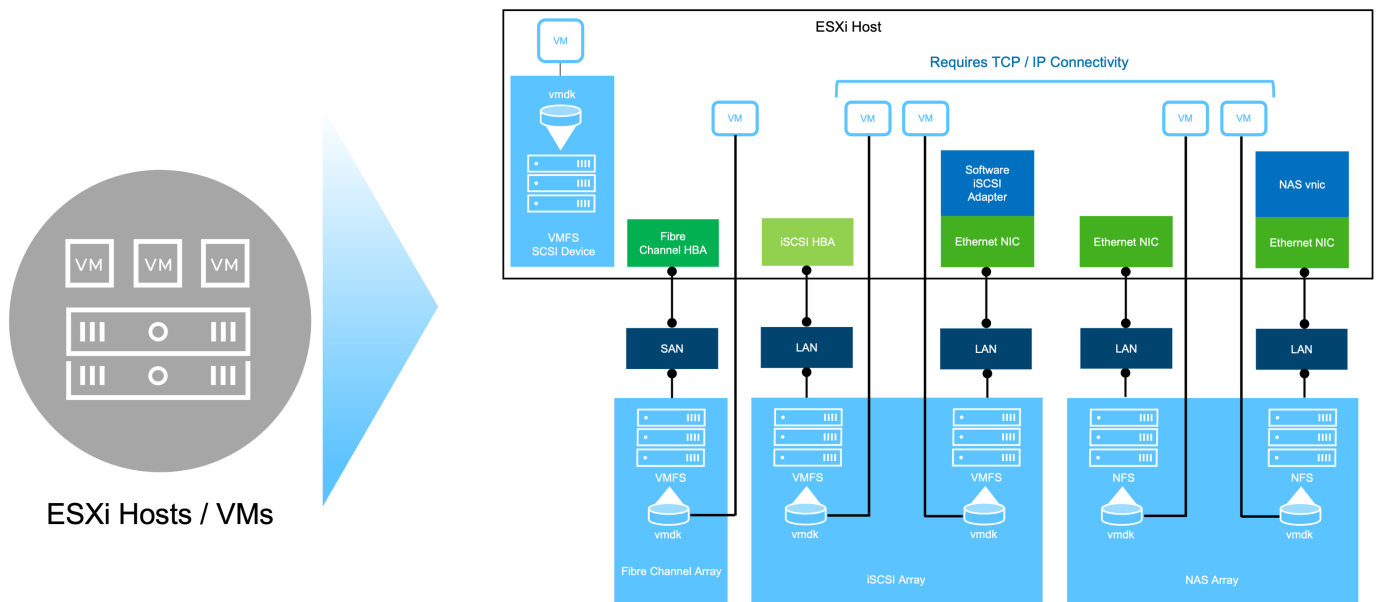 VM
VM
VM
ESXi Hosts / VMs
ESXi Host
VM
vmdk
VMFS
SCSI Device
Requires TCP / IP Connectivity
VM
VM
VM
VM
VM
Fibre
Channel HBA
iSCSI HBA
Software
iSCSI
Adapter
Ethernet NIC
Ethernet NIC
NAS vnic
Ethernet NIC
SAN
LAN
LAN
LAN
LAN
VMFS
vmdk
Fibre Channel Array
VMFS
vmdk
VMFS
vmdk
iSCSI Array
NFS
vmdk
NFS
vmdk
NAS Array